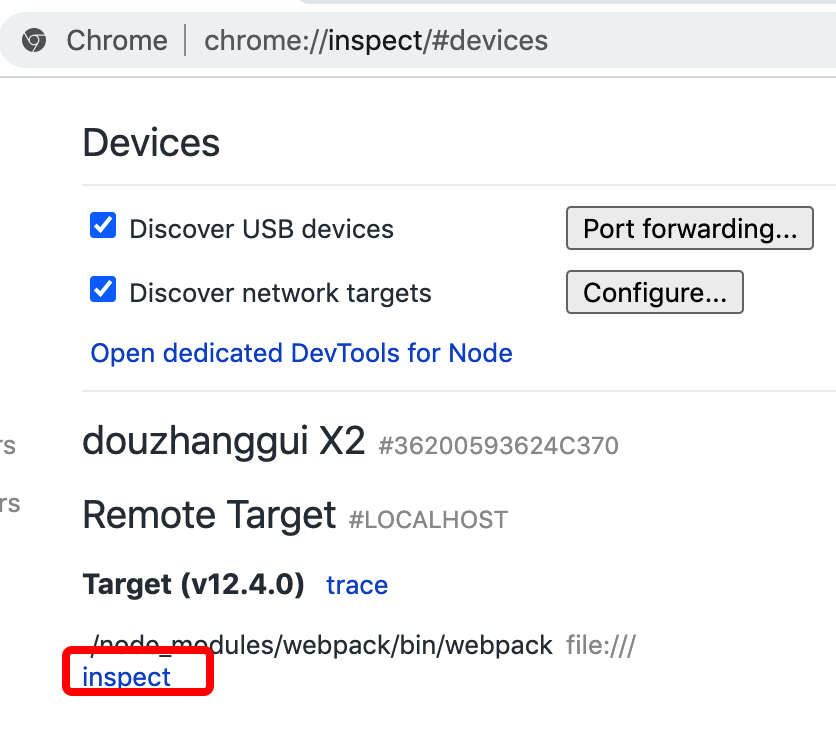 Chrome chrome://inspect/#devices
Devices
Discover USB devices Port forwarding...
Discover network targets Configure...
Open dedicated DevTools for Node
rs
douzhanggui X2 #36200593624C370
rs
Remote Target #LOCALHOST
Target (v12.4.0) trace
./node_modules/webpack/bin/webpack file:///
inspect